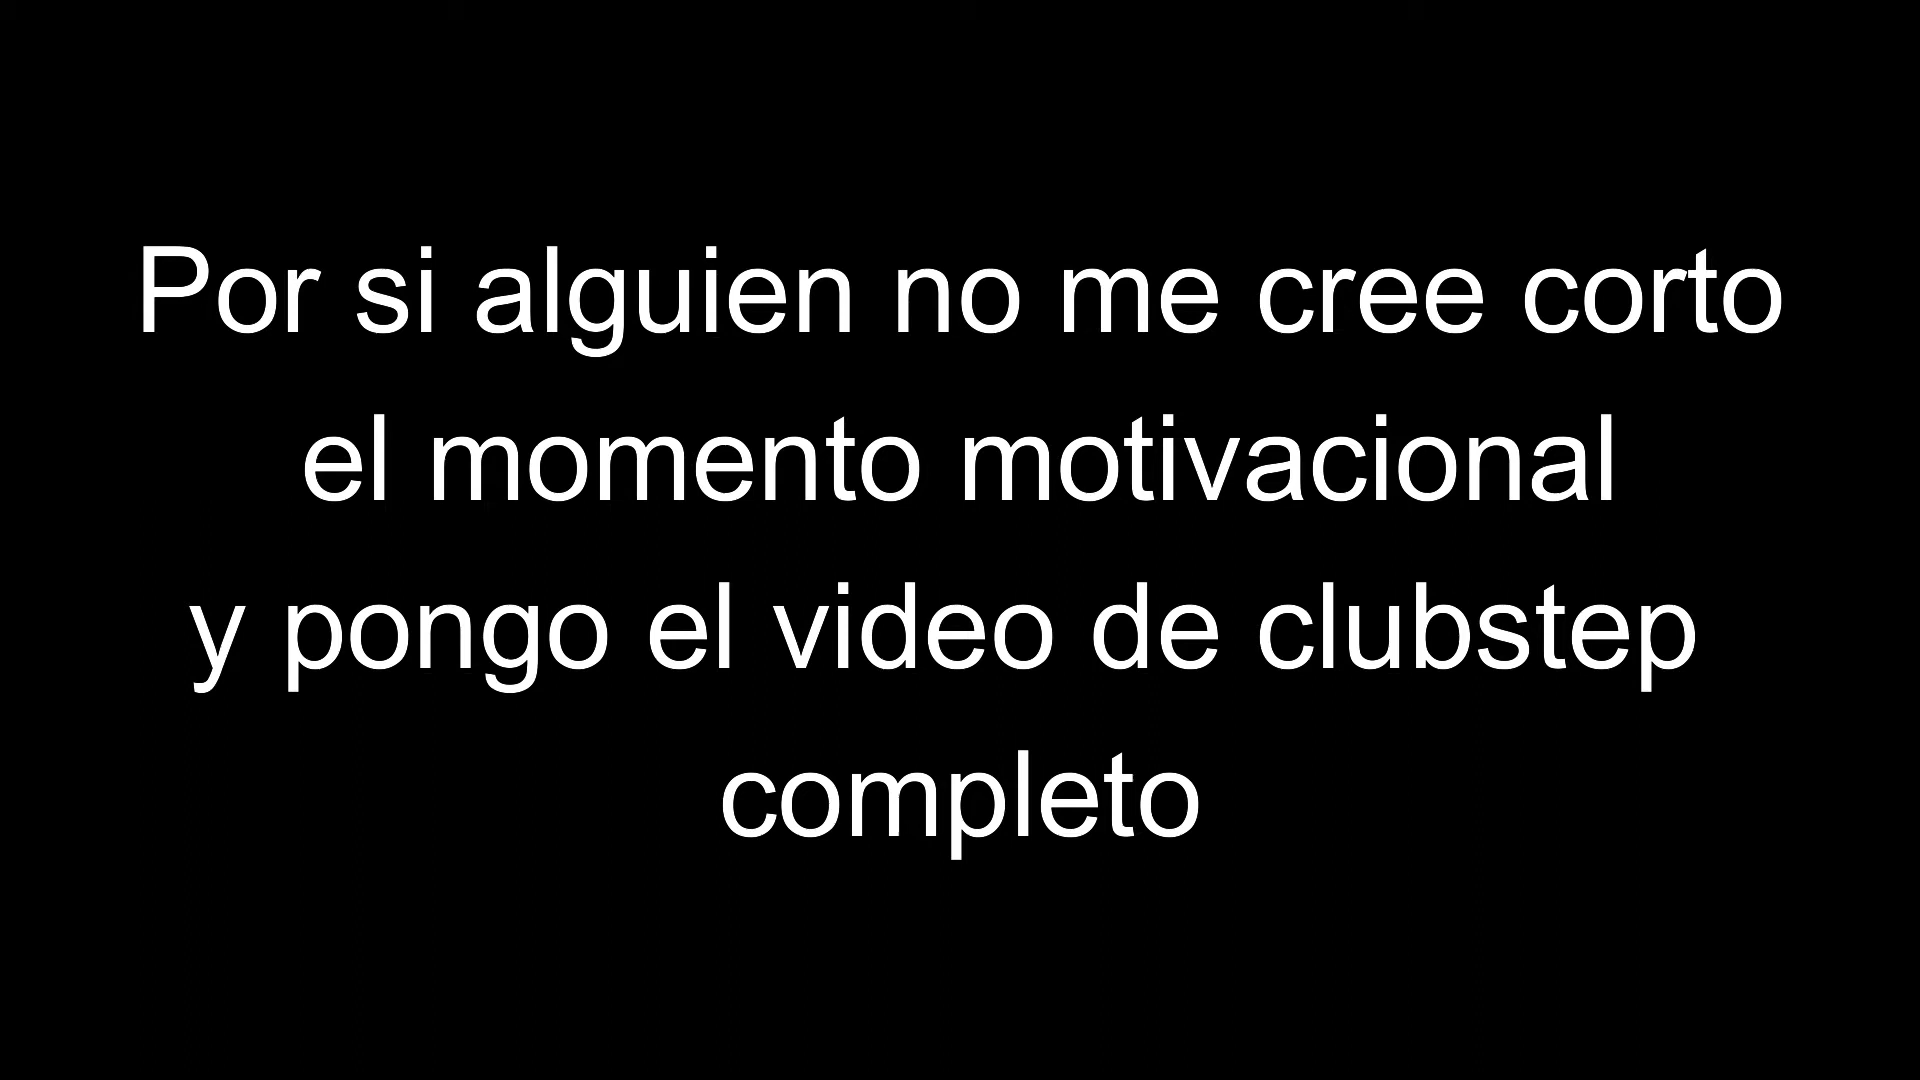 Por si alguien no me cree corto
el momento motivacional
y pongo el video de clubstep
completo